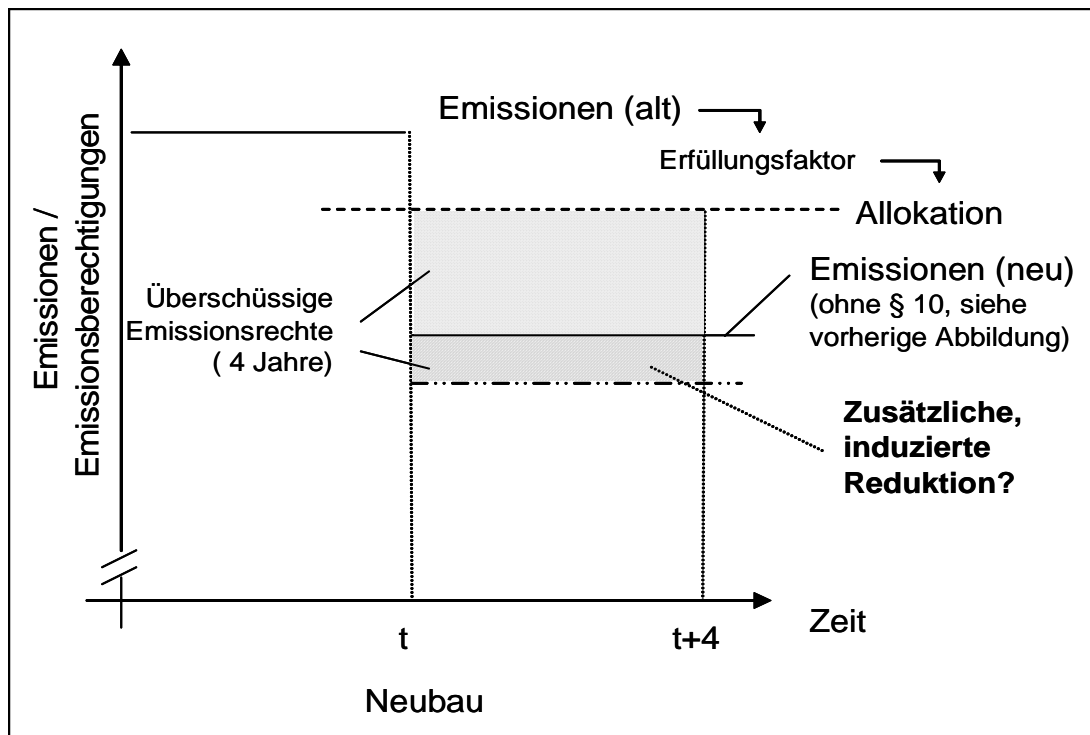 Emissionen /
Emissionsberechtigungen
Emissionen (alt)
Erfüllungsfaktor
Allokation
Emissionen (neu)
(ohne § 10, siehe
vorherige Abbildung)
Überschüssige
Emissionsrechte
( 4 Jahre)
Zusätzliche,
induzierte
Reduktion?
Zeit
t
t+4
Neubau